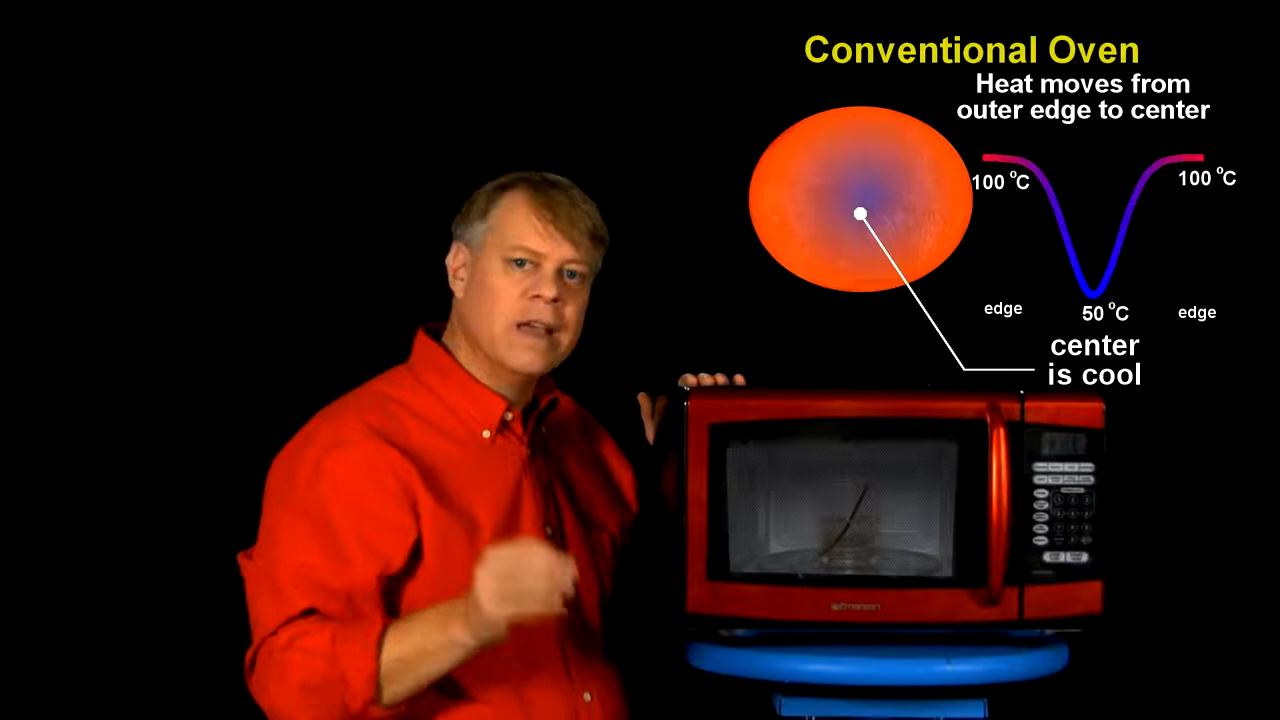 Conventional Oven
Heat moves from
outer edge to center
100 °C
100 °C
edge
50 °C
edge
center
is cool
Emerson